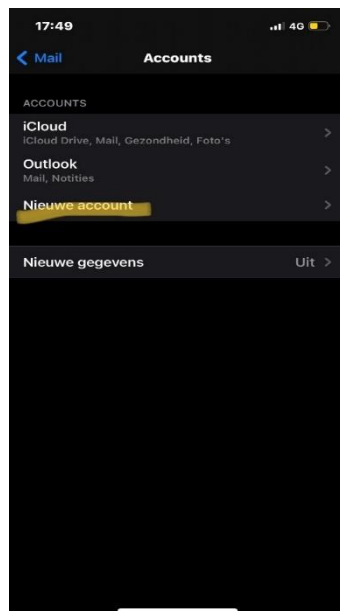 17:49 4G
Mail Accounts
ACCOUNTS
iCloud
iCloud Drive, Mail, Gezondheid, Foto's
Outlook
Mail, Notities
Nieuwe account
Nieuwe gegevens Uit